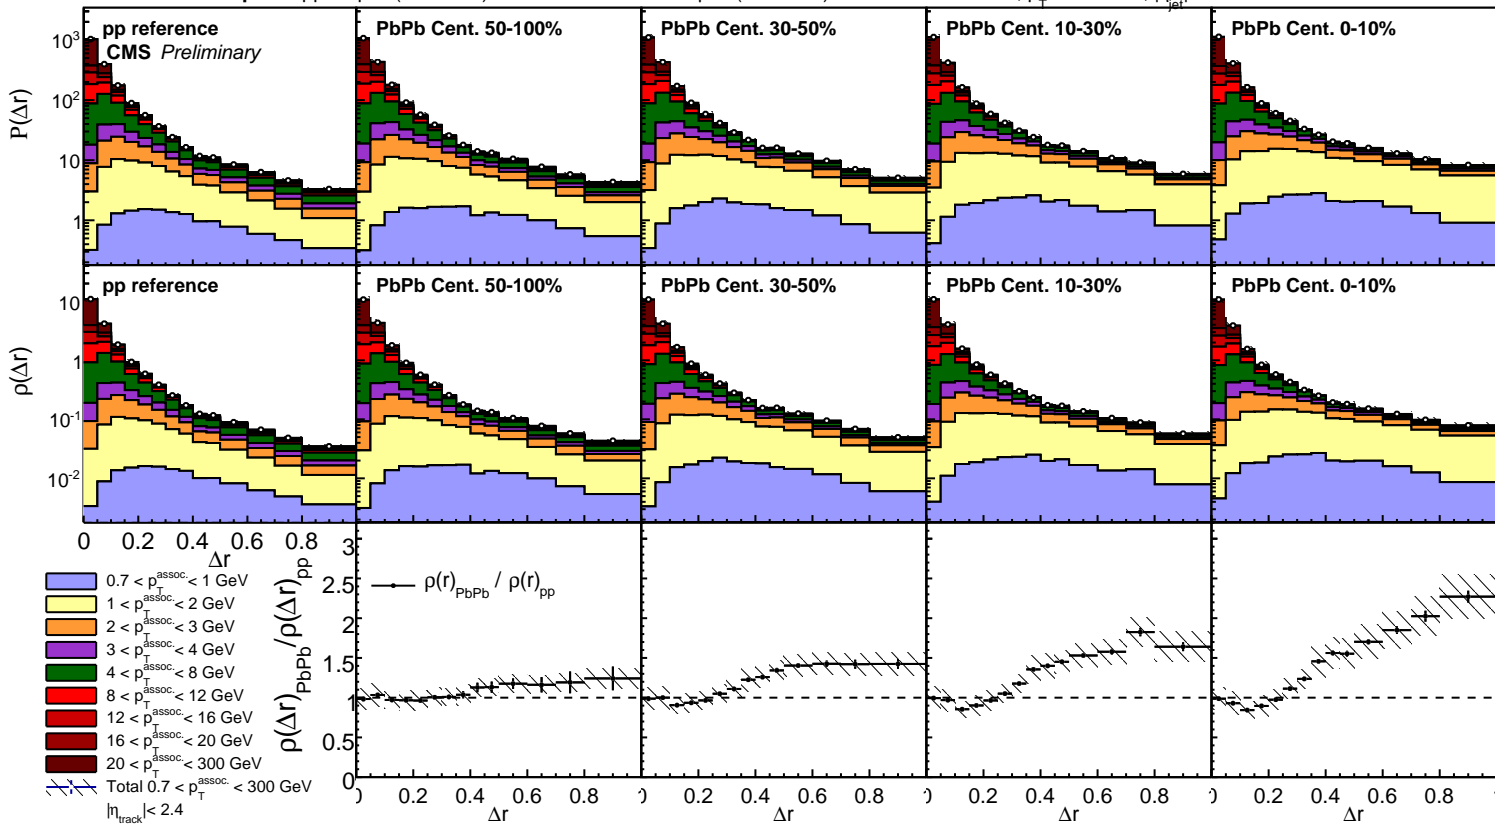 pp reference
CMS Preliminary
PbPb Cent. 50-100%
PbPb Cent. 30-50%
PbPb Cent. 10-30%
PbPb Cent. 0-10%
P(Δr)
10³
10²
10
1
pp reference
PbPb Cent. 50-100%
PbPb Cent. 30-50%
PbPb Cent. 10-30%
PbPb Cent. 0-10%
ρ(Δr)
10
1
10⁻¹
10⁻²
0 0.2 0.4 0.6 0.8
Δr
0.7 < p_T^assoc. < 1 GeV
1 < p_T^assoc. < 2 GeV
2 < p_T^assoc. < 3 GeV
3 < p_T^assoc. < 4 GeV
4 < p_T^assoc. < 8 GeV
8 < p_T^assoc. < 12 GeV
12 < p_T^assoc. < 16 GeV
16 < p_T^assoc. < 20 GeV
20 < p_T^assoc. < 300 GeV
Total 0.7 < p_T^assoc. < 300 GeV
|η_track| < 2.4
ρ(Δr)_PbPb/ρ(Δr)_pp
3
2.5
2
1.5
1
0.5
0
ρ(r)_PbPb / ρ(r)_pp
0.2 0.4 0.6 0.8
Δr
0.2 0.4 0.6 0.8
Δr
0.2 0.4 0.6 0.8
Δr
0.2 0.4 0.6 0.8
Δr